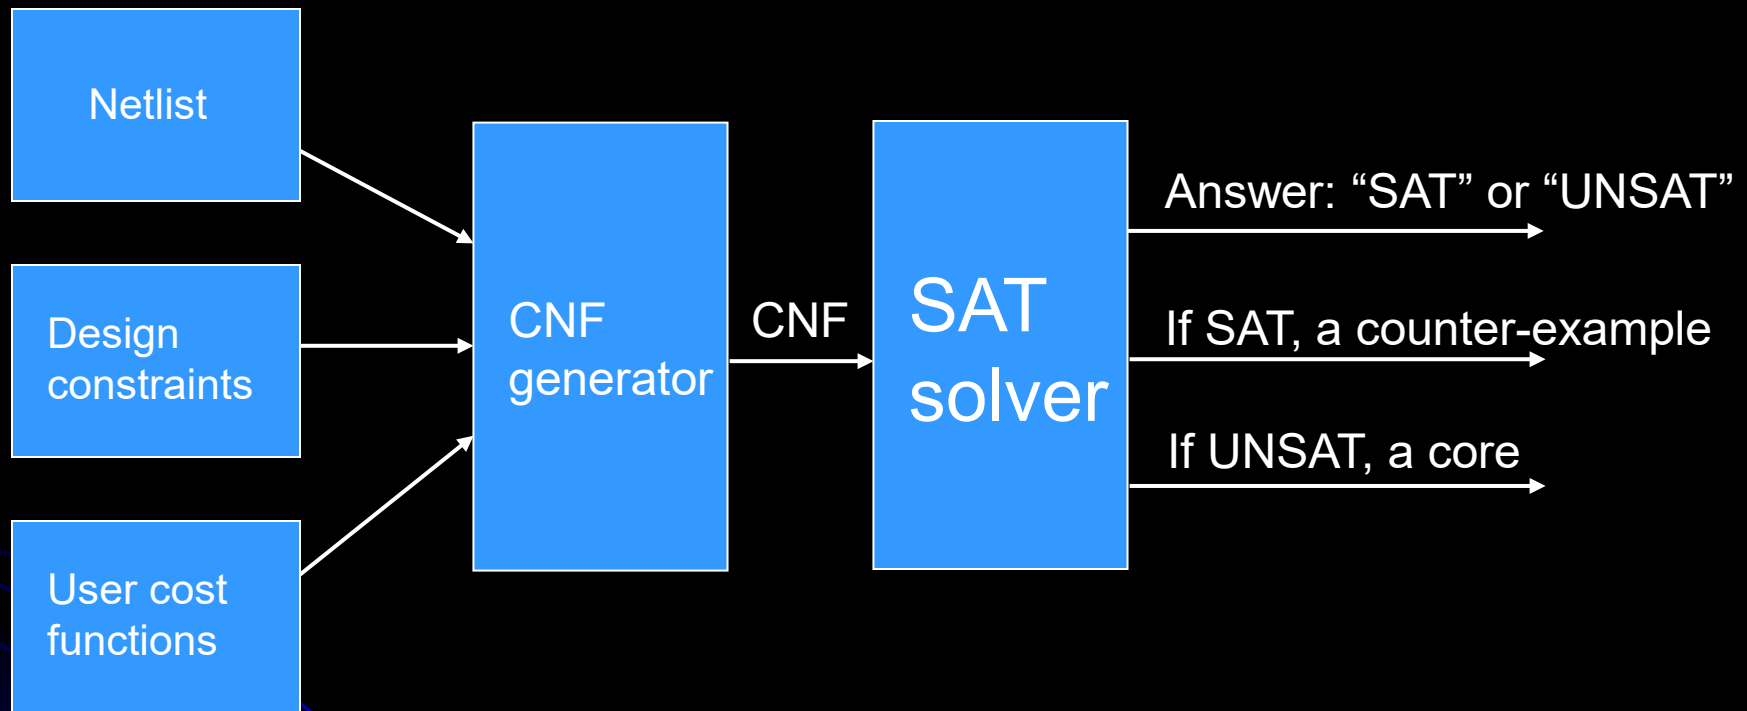 Netlist
Design
constraints
User cost
functions
CNF
generator
CNF
SAT
solver
Answer: “SAT” or “UNSAT”
If SAT, a counter-example
If UNSAT, a core